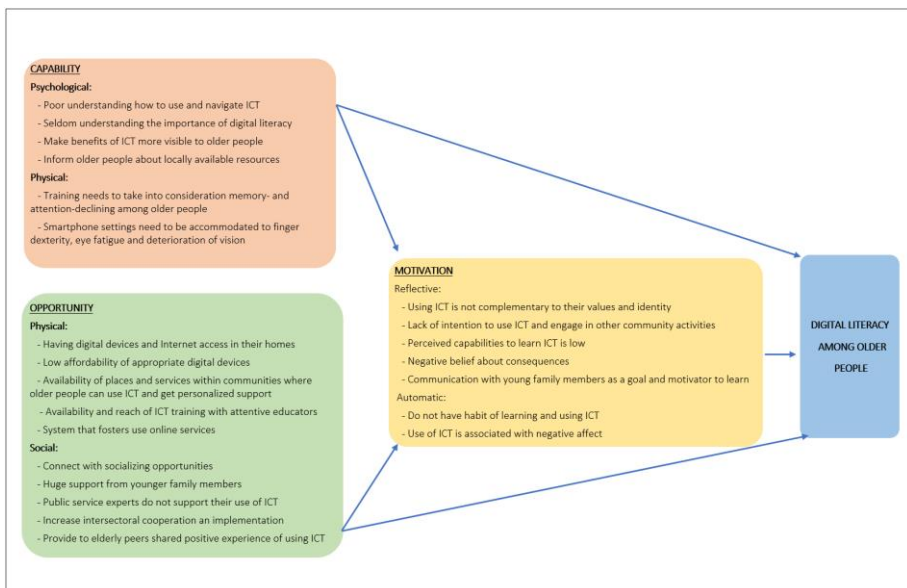 CAPABILITY
Psychological:
- Poor understanding how to use and navigate ICT
- Seldom understanding the importance of digital literacy
- Make benefits of ICT more visible to older people
- Inform older people about locally available resources
Physical:
- Training needs to take into consideration memory- and
attention-declining among older people
- Smartphone settings need to be accommodated to finger
dexterity, eye fatigue and deterioration of vision
OPPORTUNITY
Physical:
- Having digital devices and Internet access in their homes
- Low affordability of appropriate digital devices
- Availability of places and services within communities where
older people can use ICT and get personalized support
- Availability and reach of ICT training with attentive educators
- System that fosters use online services
Social:
- Connect with socializing opportunities
- Huge support from younger family members
- Public service experts do not support their use of ICT
- Increase intersectoral cooperation an implementation
- Provide to elderly peers shared positive experience of using ICT
MOTIVATION
Reflective:
- Using ICT is not complementary to their values and identity
- Lack of intention to use ICT and engage in other community activities
- Perceived capabilities to learn ICT is low
- Negative belief about consequences
- Communication with young family members as a goal and motivator to learn
Automatic:
- Do not have habit of learning and using ICT
- Use of ICT is associated with negative affect
DIGITAL LITERACY
AMONG OLDER
PEOPLE